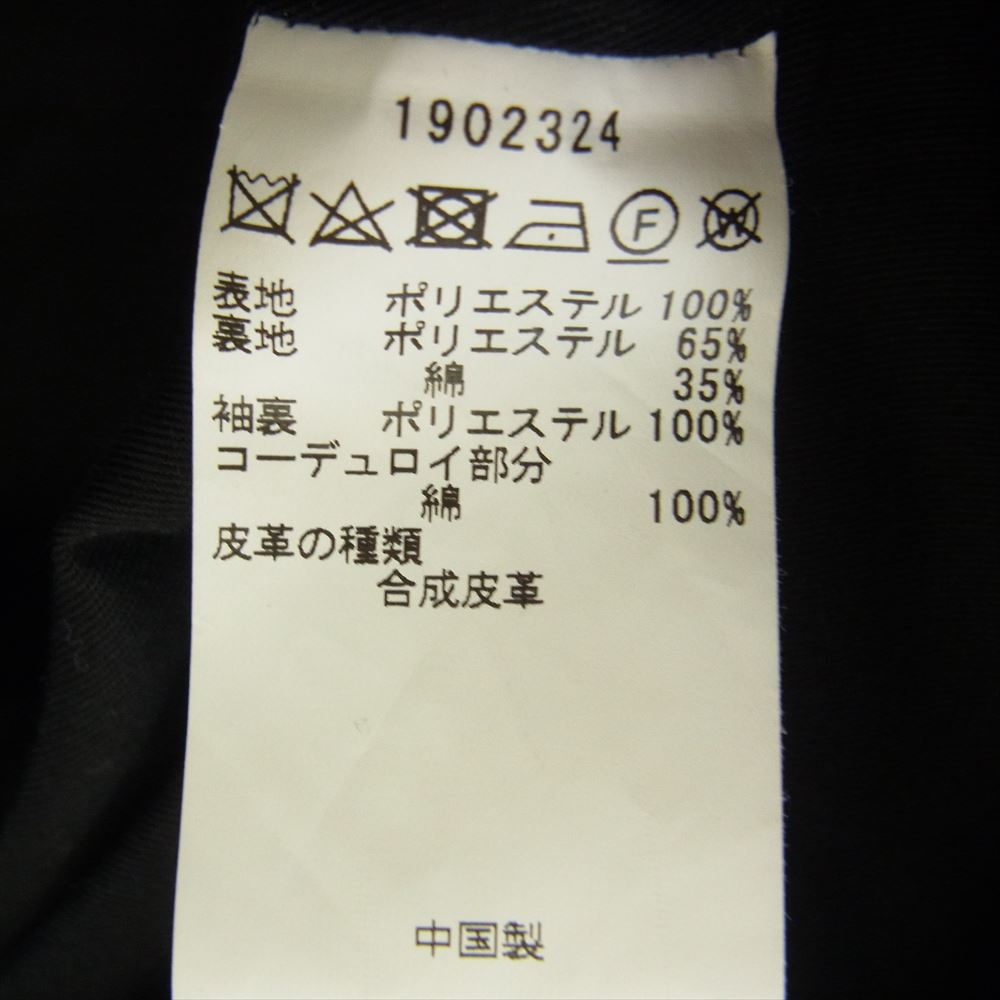 1902324
F W
表地 ポリエステル 100%
裏地 ポリエステル 65%
綿 35%
袖裏 ポリエステル 100%
コーデュロイ部分
綿 100%
皮革の種類
合成皮革
中国製